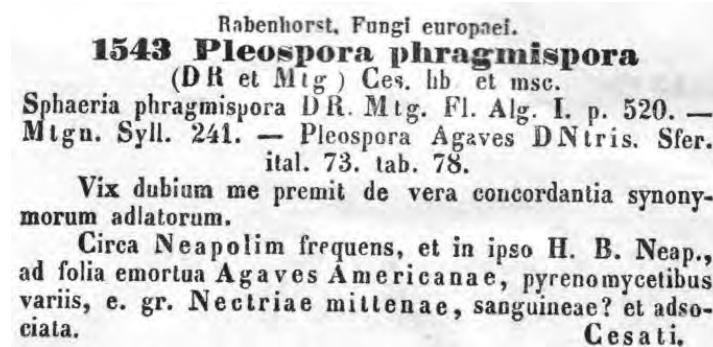 Rabenhorst, Fungi europaei.
1543 Pleospora phragmispora
(DR et Mtg) Ces. hb et msc.
Sphaeria phragmispora DR. Mtg. Fl. Alg. I. p. 520. —
Mtgn. Syll. 241. — Pleospora Agaves DNtris. Sfer.
ital. 73. tab. 78.
Vix dubium me premit de vera concordantia synony-
morum adlatorum.
Circa Neapolim frequens, et in ipso H. B. Neap.,
ad folia emortua Agaves Americanae, pyrenomycetibus
variis, e. gr. Nectriae mittenae, sanguineae? et adso-
ciata. Cesati.